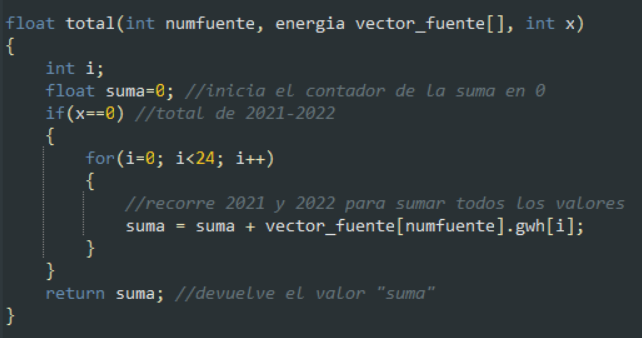 float total(int numfuente, energia vector_fuente[], int x)
{
    int i;
    float suma=0; //inicia el contador de la suma en 0
    if(x==0) //total de 2021-2022
    {
        for(i=0; i<24; i++)
        {
            //recorre 2021 y 2022 para sumar todos los valores
            suma = suma + vector_fuente[numfuente].gwh[i];
        }
    }
    return suma; //devuelve el valor "suma"
}